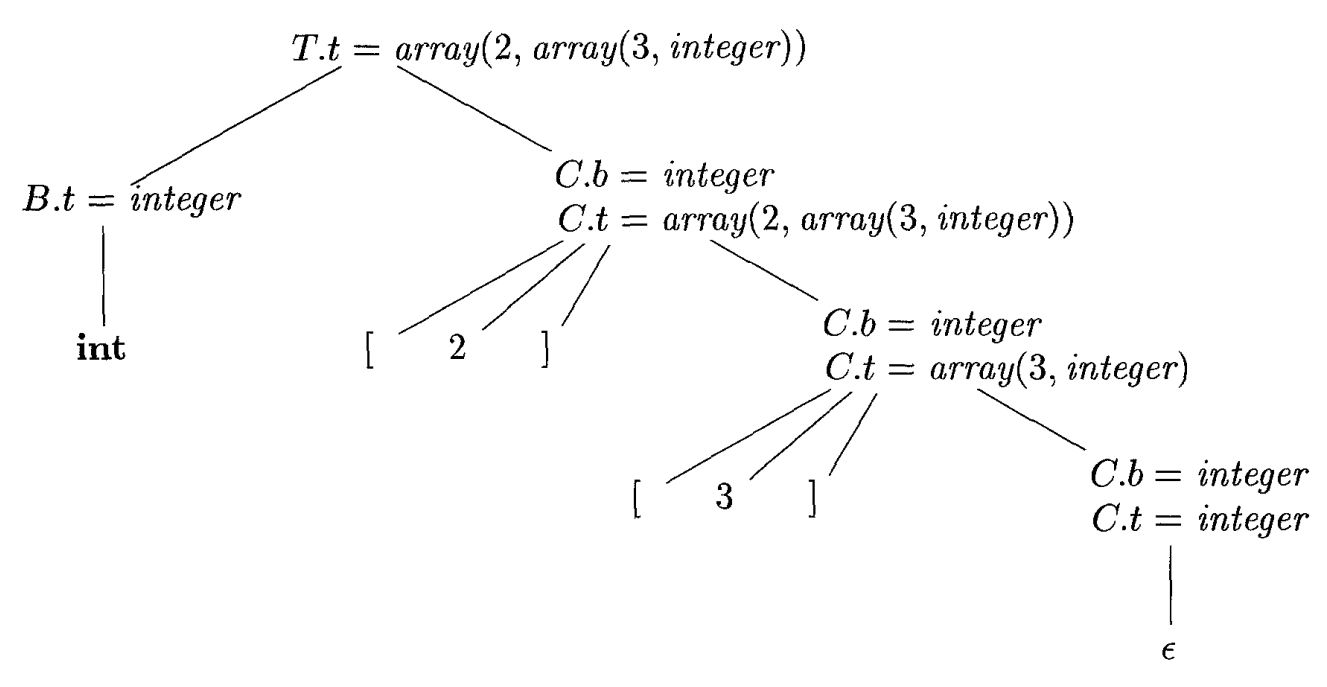 T.t = array(2, array(3, integer))
C.b = integer
B.t = integer
C.t = array(2, array(3, integer))
C.b = integer
int
[ 2 ]
C.t = array(3, integer)
C.b = integer
[ 3 ]
C.t = integer
ϵ